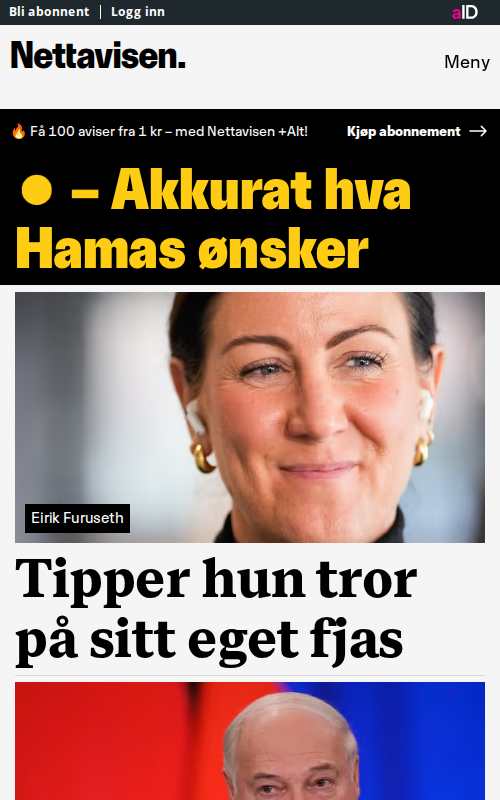 Bli abonnent | Logg inn
aID
Nettavisen.
Meny
🔥 Få 100 aviser fra 1 kr – med Nettavisen +Alt!
Kjøp abonnement →
● – Akkurat hva
Hamas ønsker
Eirik Furuseth
Tipper hun tror
på sitt eget fjas